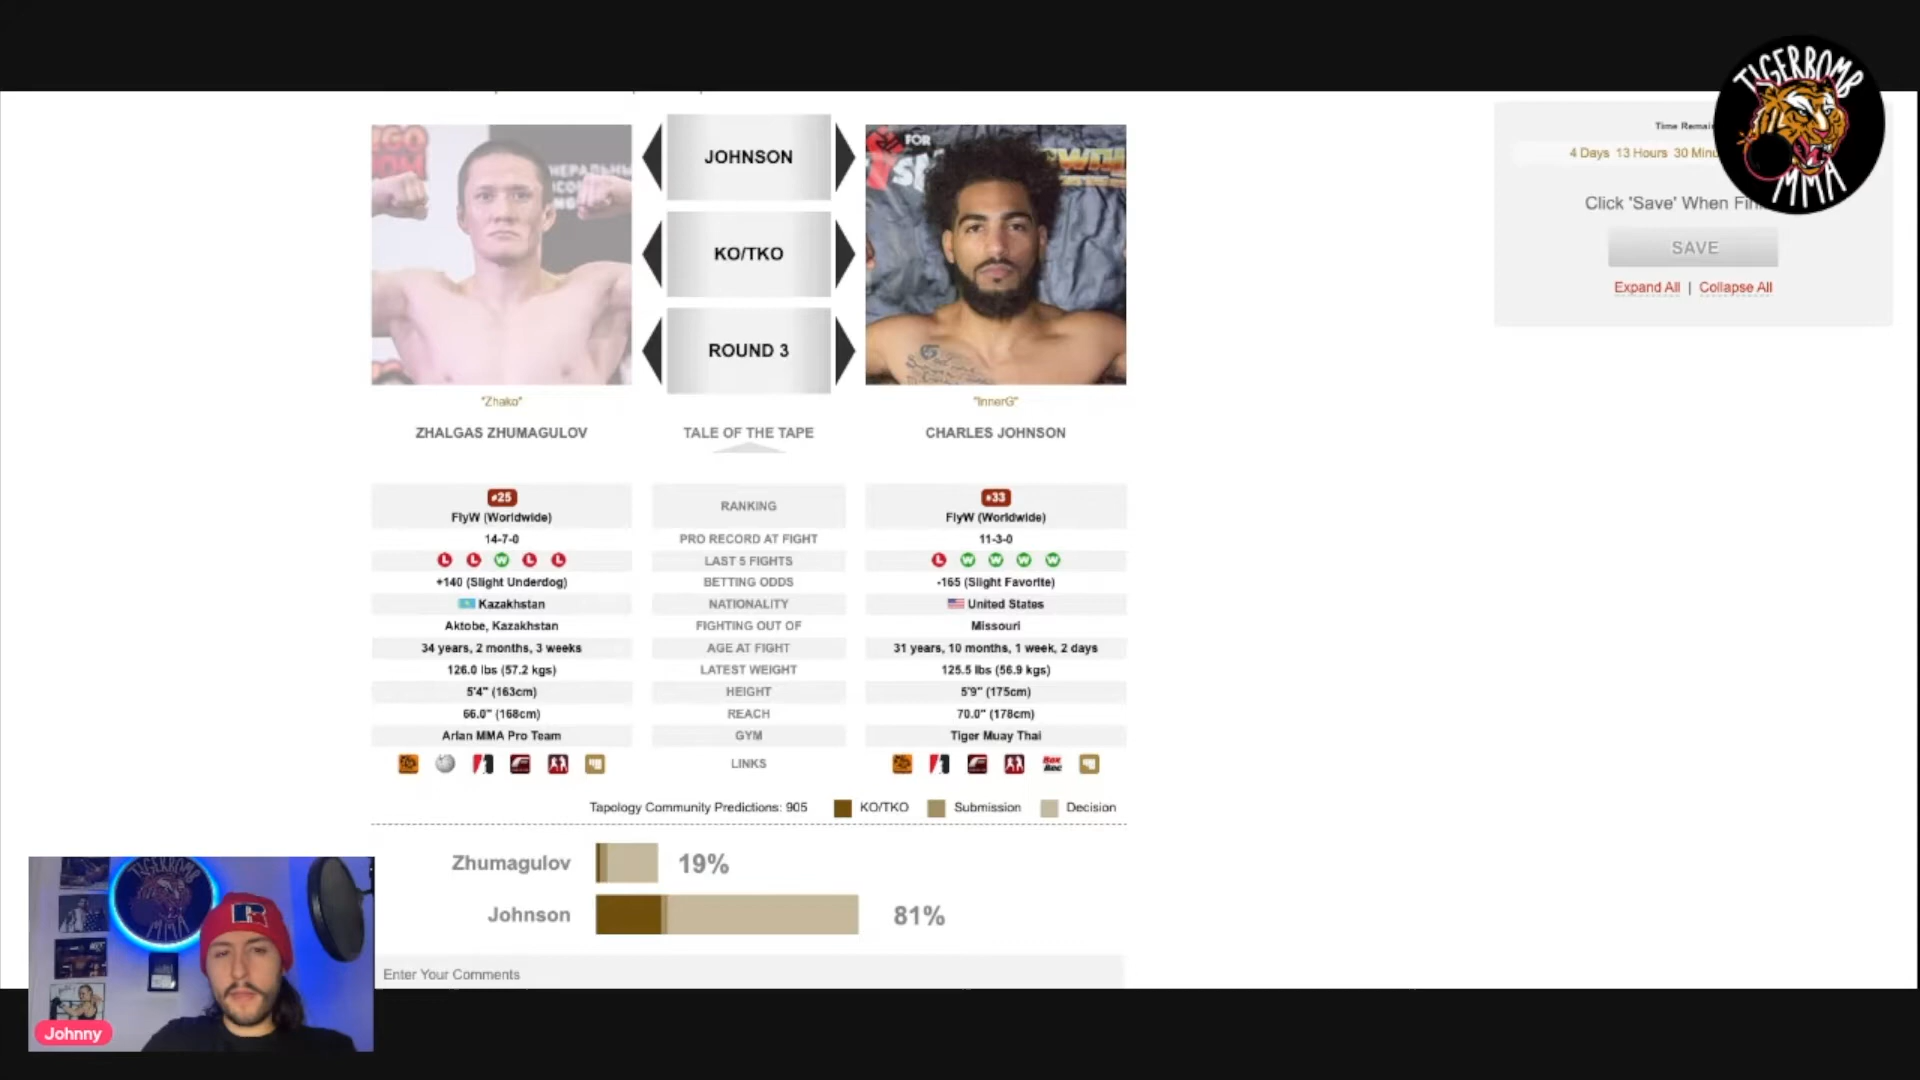 TIGERBOMB
MMA
Time Remai
4 Days 13 Hours 30 Minu
Click 'Save' When Fin
SAVE
Expand All | Collapse All
JOHNSON
KO/TKO
ROUND 3
FOR
"Zhako"
"InnerG"
ZHALGAS ZHUMAGULOV
TALE OF THE TAPE
CHARLES JOHNSON
#25
RANKING
#33
FlyW (Worldwide)
FlyW (Worldwide)
14-7-0
PRO RECORD AT FIGHT
11-3-0
L L W L L
LAST 5 FIGHTS
L W W W W
+140 (Slight Underdog)
BETTING ODDS
-165 (Slight Favorite)
Kazakhstan
NATIONALITY
United States
Aktobe, Kazakhstan
FIGHTING OUT OF
Missouri
34 years, 2 months, 3 weeks
AGE AT FIGHT
31 years, 10 months, 1 week, 2 days
126.0 lbs (57.2 kgs)
LATEST WEIGHT
125.5 lbs (56.9 kgs)
5'4" (163cm)
HEIGHT
5'9" (175cm)
66.0" (168cm)
REACH
70.0" (178cm)
Arlan MMA Pro Team
GYM
Tiger Muay Thai
LINKS
Tapology Community Predictions: 905
KO/TKO
Submission
Decision
Zhumagulov
19%
Johnson
81%
Enter Your Comments
TIGERBOMB
MMA
R
Johnny